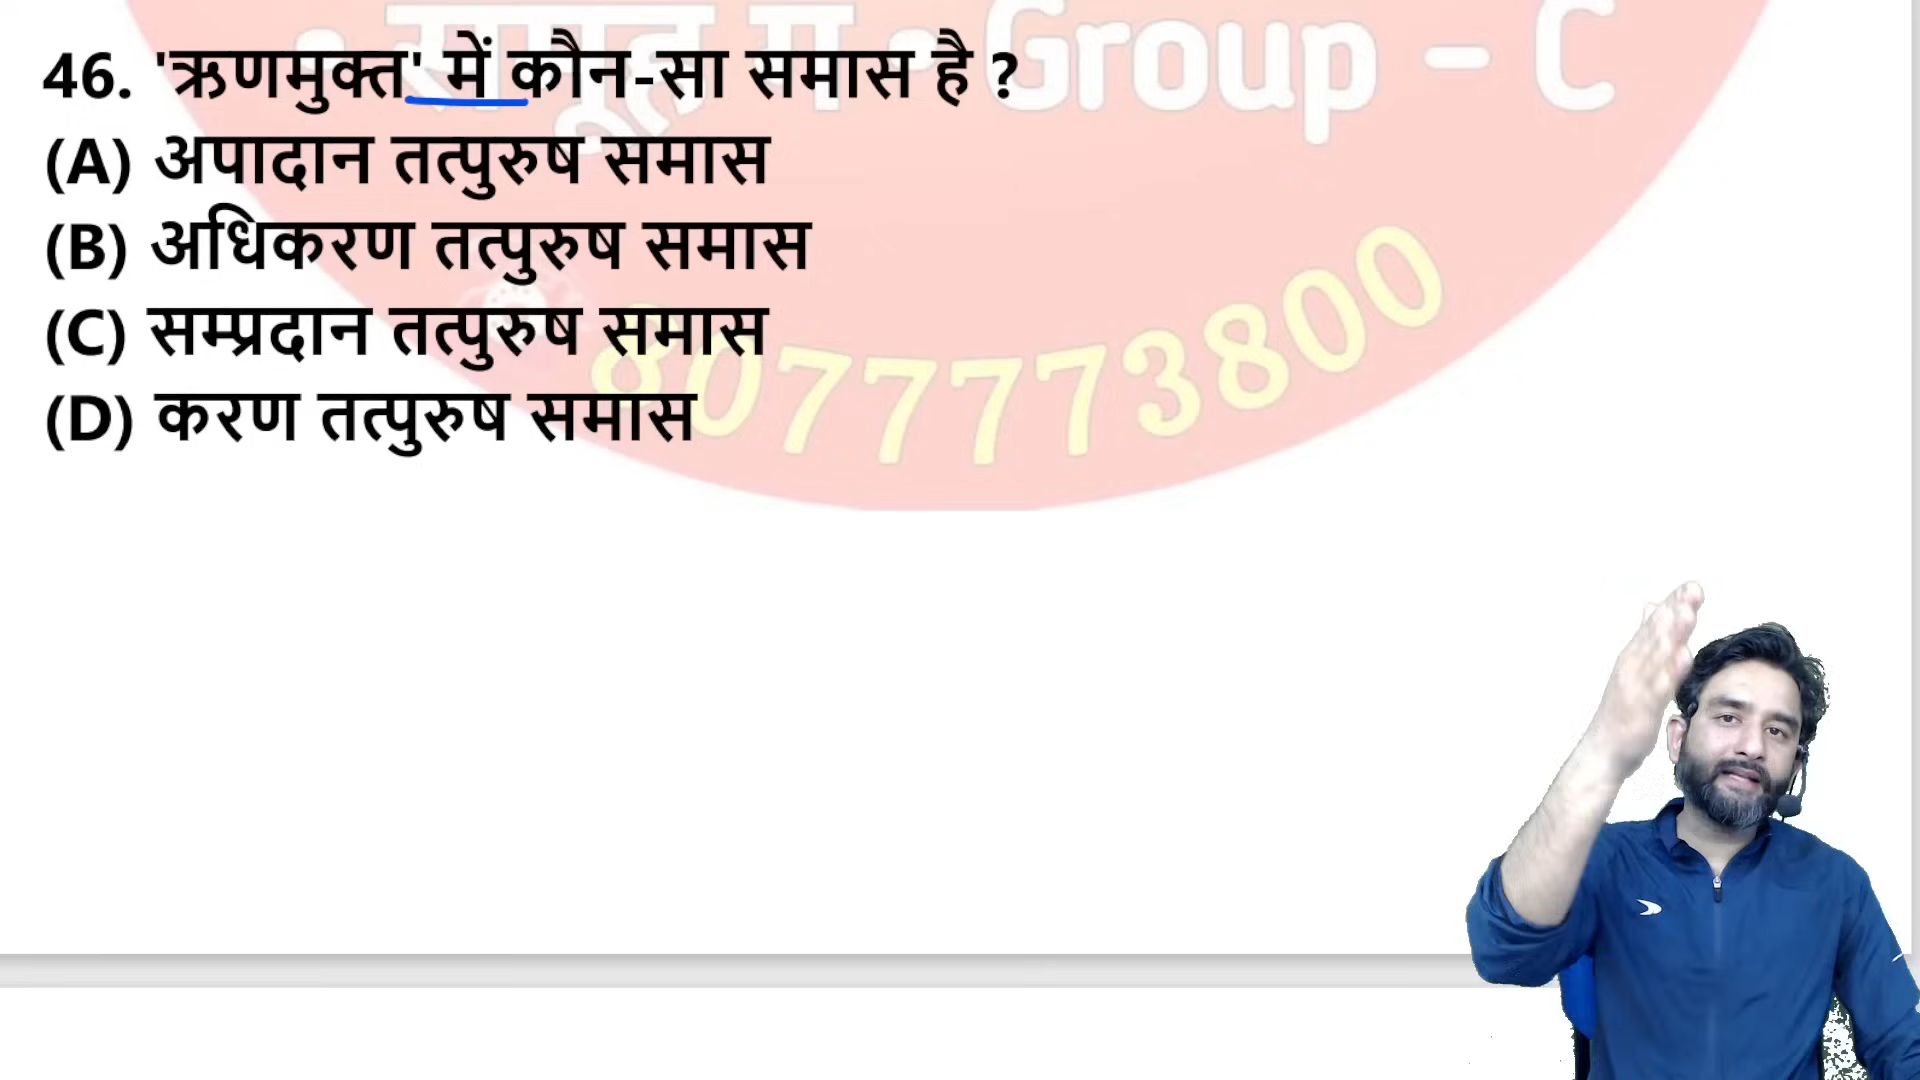 - Group - C
46. 'ऋणमुक्त' में कौन-सा समास है ?
(A) अपादान तत्पुरुष समास
(B) अधिकरण तत्पुरुष समास
(C) सम्प्रदान तत्पुरुष समास
(D) करण तत्पुरुष समास
8077773800